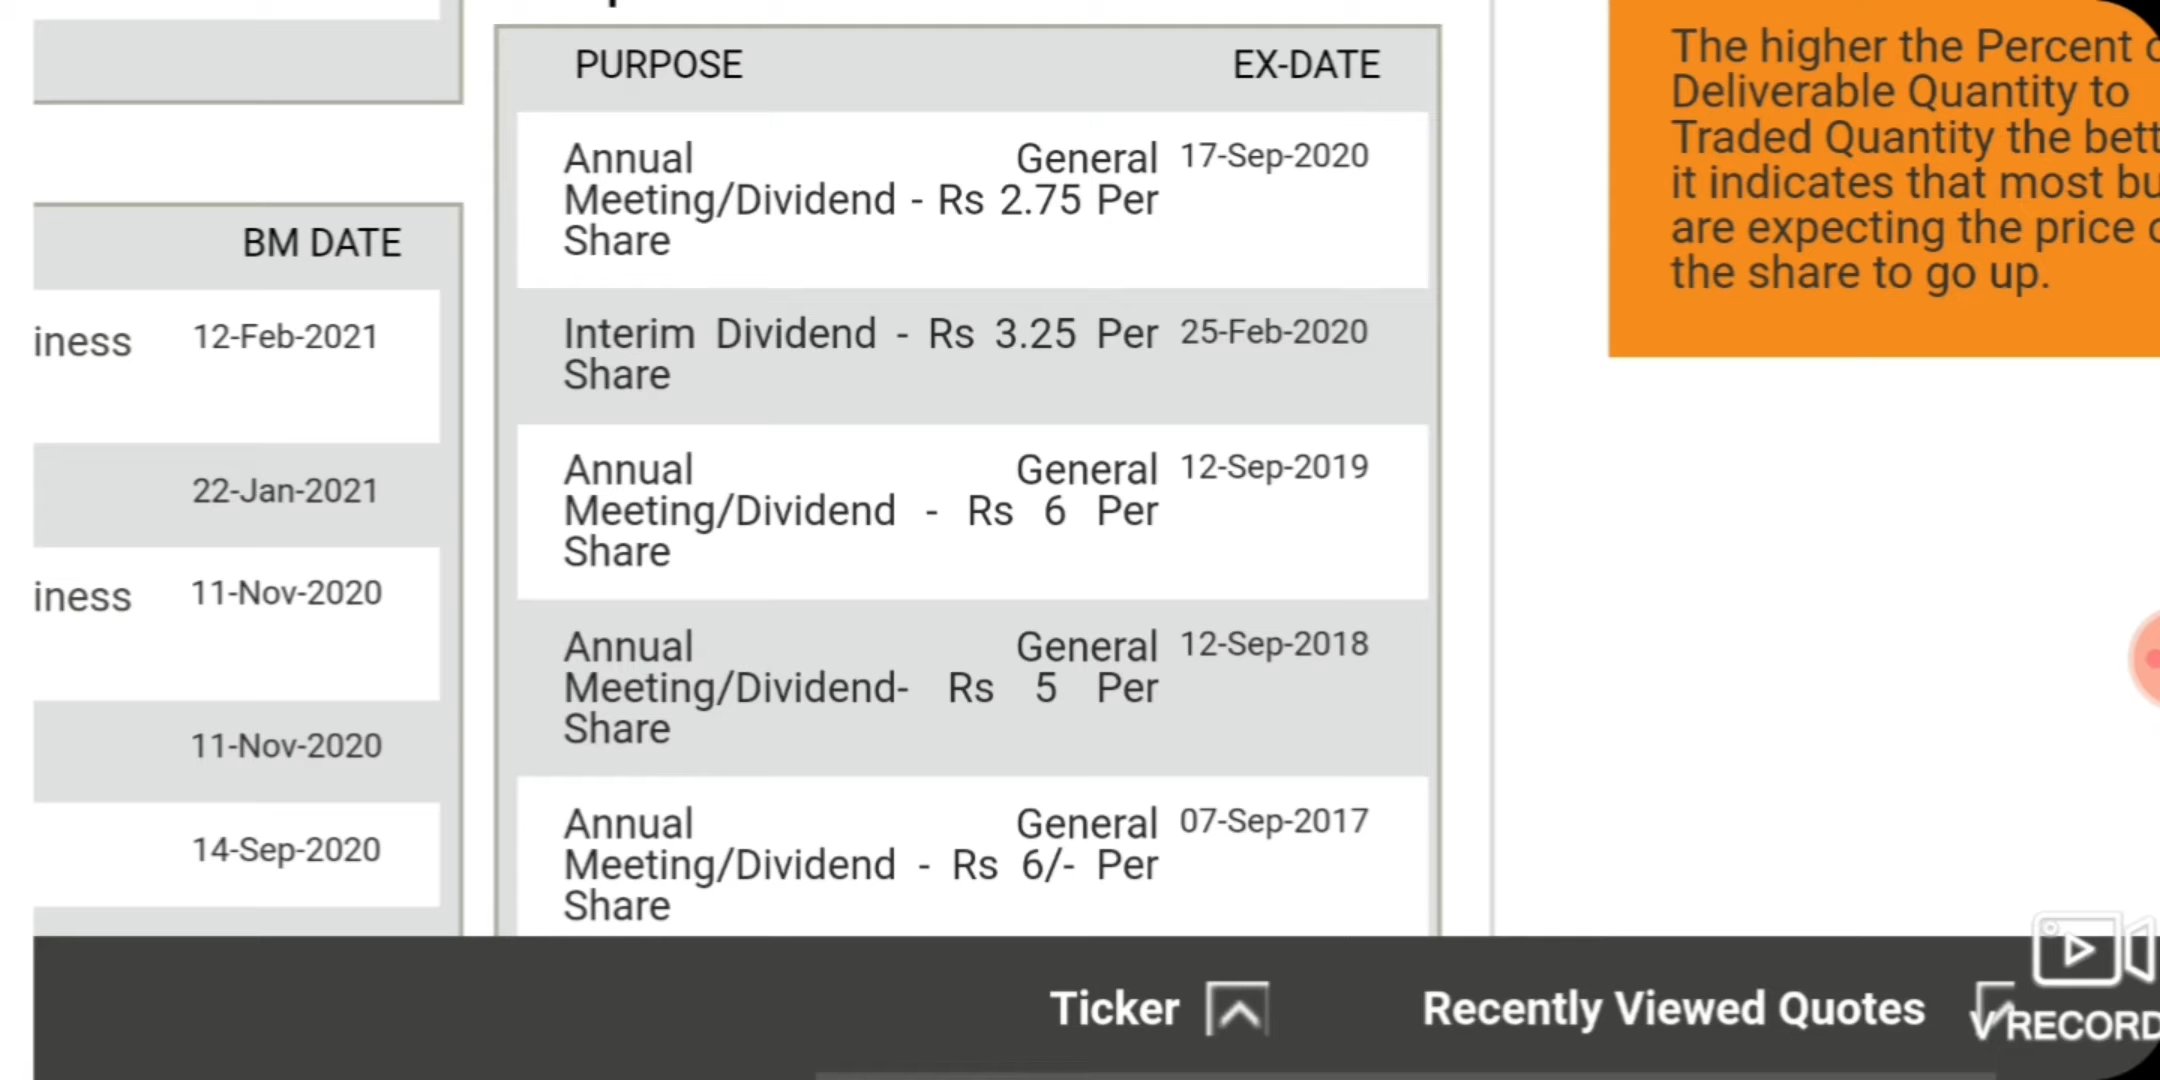 BM DATE
iness 12-Feb-2021
22-Jan-2021
iness 11-Nov-2020
11-Nov-2020
14-Sep-2020
PURPOSE EX-DATE
Annual General 17-Sep-2020
Meeting/Dividend - Rs 2.75 Per
Share
Interim Dividend - Rs 3.25 Per 25-Feb-2020
Share
Annual General 12-Sep-2019
Meeting/Dividend - Rs 6 Per
Share
Annual General 12-Sep-2018
Meeting/Dividend- Rs 5 Per
Share
Annual General 07-Sep-2017
Meeting/Dividend - Rs 6/- Per
Share
The higher the Percent
Deliverable Quantity to
Traded Quantity the bett
it indicates that most bu
are expecting the price
the share to go up.
Ticker Recently Viewed Quotes
V RECORD